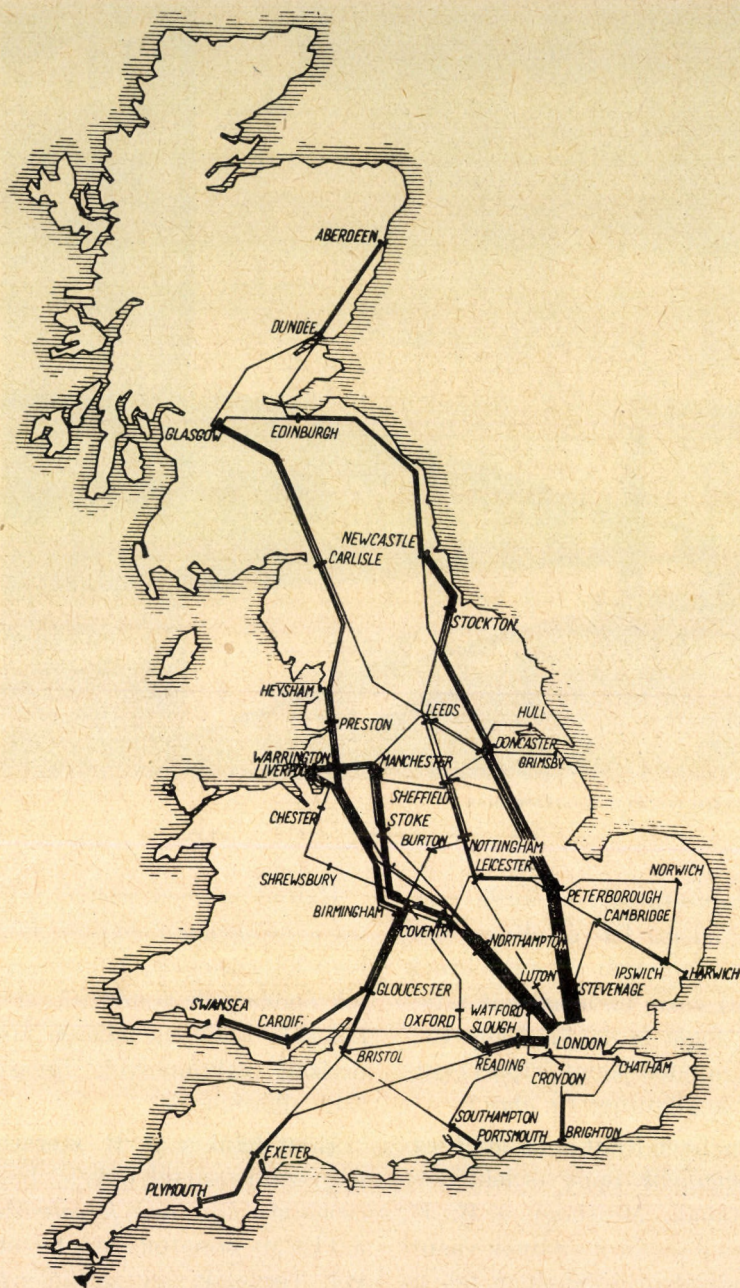 ABERDEEN
DUNDEE
GLASGOW
EDINBURGH
NEWCASTLE
CARLISLE
STOCKTON
HEYSHAM
LEEDS
HULL
PRESTON
DONCASTER
WARRINGTON
MANCHESTER
GRIMSBY
LIVERPOOL
SHEFFIELD
CHESTER
STOKE
BURTON
NOTTINGHAM
LEICESTER
SHREWSBURY
NORWICH
PETERBOROUGH
BIRMINGHAM
CAMBRIDGE
COVENTRY
NORTHAMPTON
LUTON
IPSWICH
HARWICH
GLOUCESTER
STEVENAGE
SWANSEA
WATFORD
CARDIF
OXFORD
SLOUGH
LONDON
BRISTOL
READING
CHATHAM
CROYDON
SOUTHAMPTON
PORTSMOUTH
BRIGHTON
EXETER
PLYMOUTH